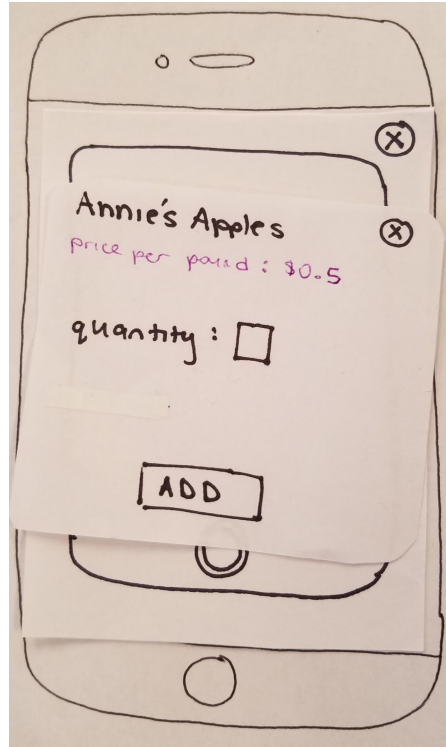 X
Annie's Apples
X
price per pound : $0.5
quantity :
ADD